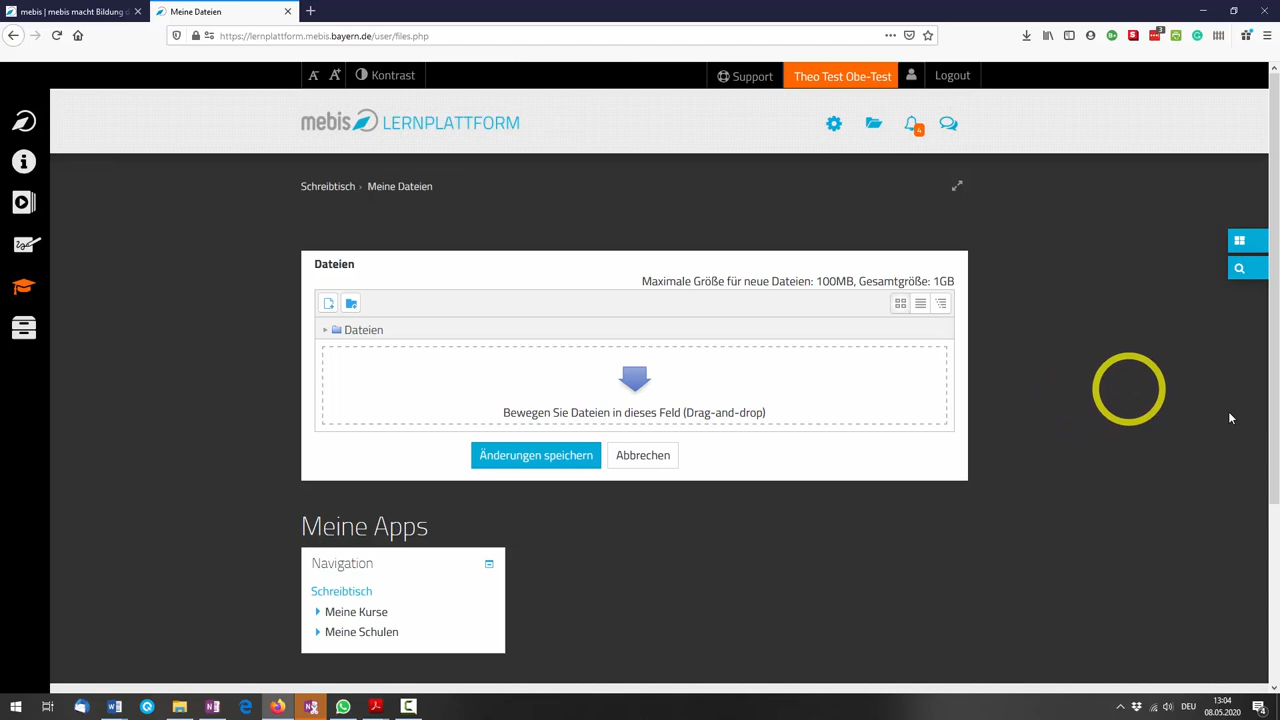 mebis | mebis macht Bildung d
Meine Dateien
https://lernplattform.mebis.bayern.de/user/files.php
A- A+ Kontrast
Support
Theo Test Obe-Test
Logout
mebis LERNPLATTFORM
4
Schreibtisch › Meine Dateien
Dateien
Maximale Größe für neue Dateien: 100MB, Gesamtgröße: 1GB
Dateien
Bewegen Sie Dateien in dieses Feld (Drag-and-drop)
Änderungen speichern
Abbrechen
Meine Apps
Navigation
Schreibtisch
Meine Kurse
Meine Schulen
DEU
13:04
08.05.2020